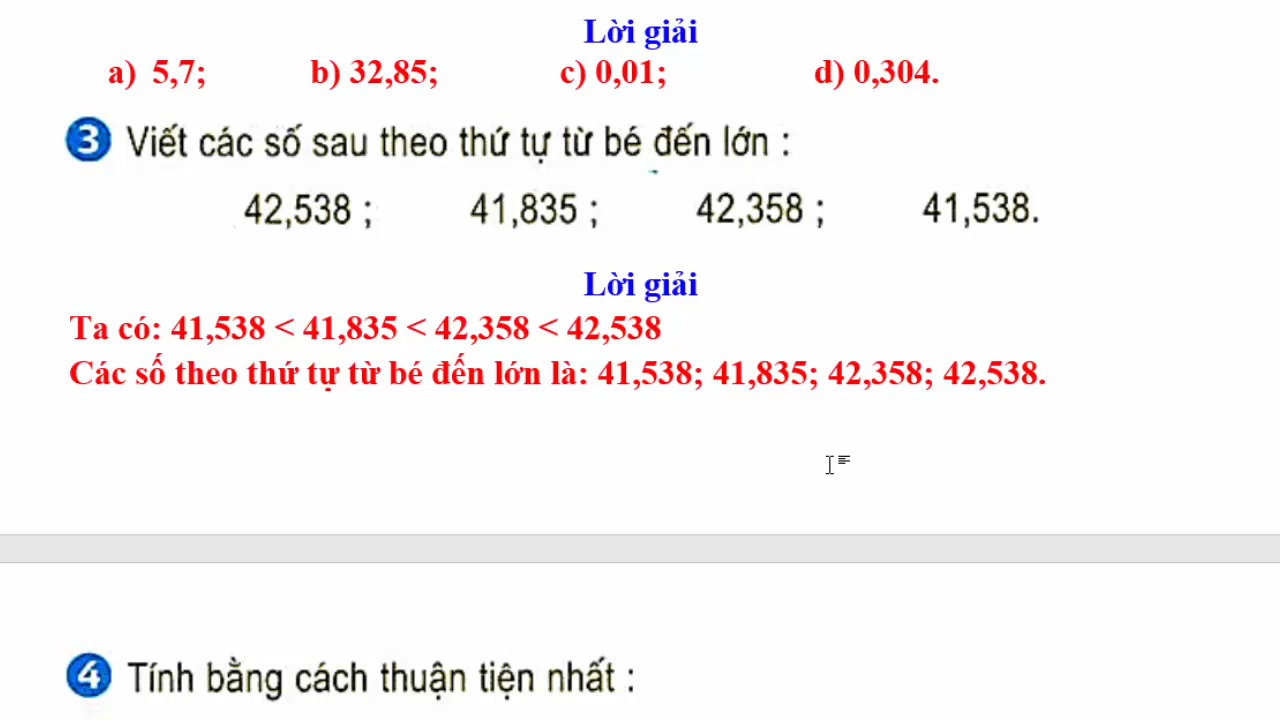 Lời giải
a) 5,7; b) 32,85; c) 0,01; d) 0,304.
3 Viết các số sau theo thứ tự từ bé đến lớn :
42,538 ; 41,835 ; 42,358 ; 41,538.
Lời giải
Ta có: 41,538 < 41,835 < 42,358 < 42,538
Các số theo thứ tự từ bé đến lớn là: 41,538; 41,835; 42,358; 42,538.
4 Tính bằng cách thuận tiện nhất :